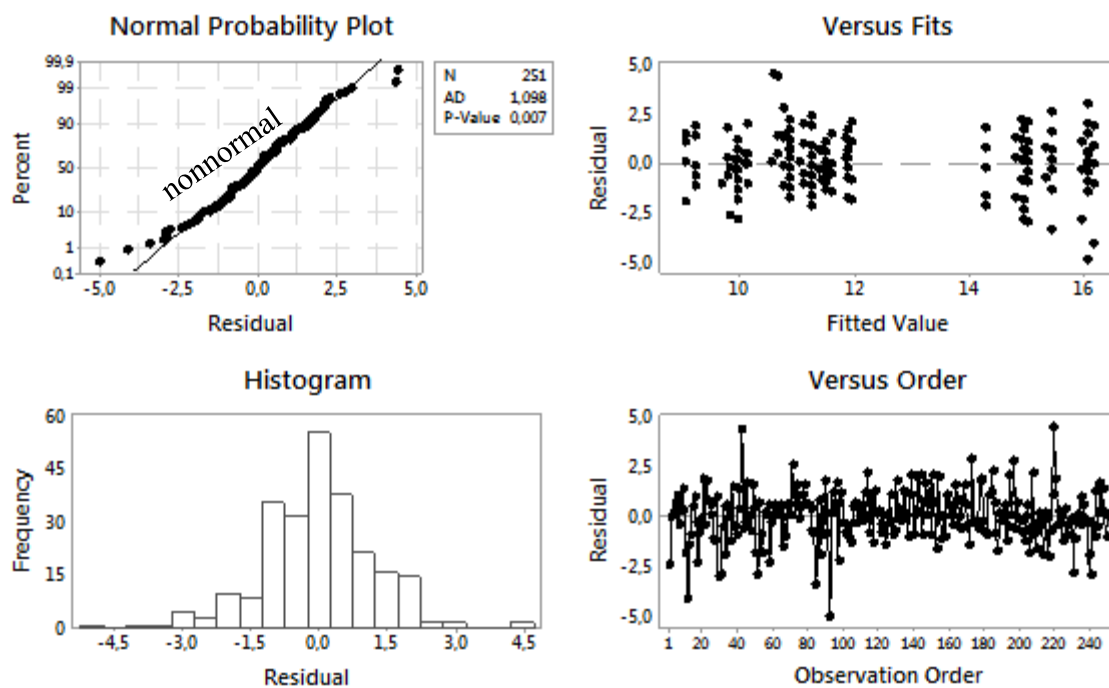 Normal Probability Plot
99,9
99
90
50
10
1
0,1
Percent
nonnormal
-5,0 -2,5 0,0 2,5 5,0
Residual
N 251
AD 1,098
P-Value 0,007
Versus Fits
5,0
2,5
0,0
-2,5
-5,0
Residual
10 12 14 16
Fitted Value
Histogram
60
45
30
15
0
Frequency
-4,5 -3,0 -1,5 0,0 1,5 3,0 4,5
Residual
Versus Order
5,0
2,5
0,0
-2,5
-5,0
Residual
1 20 40 60 80 100 120 140 160 180 200 220 240
Observation Order